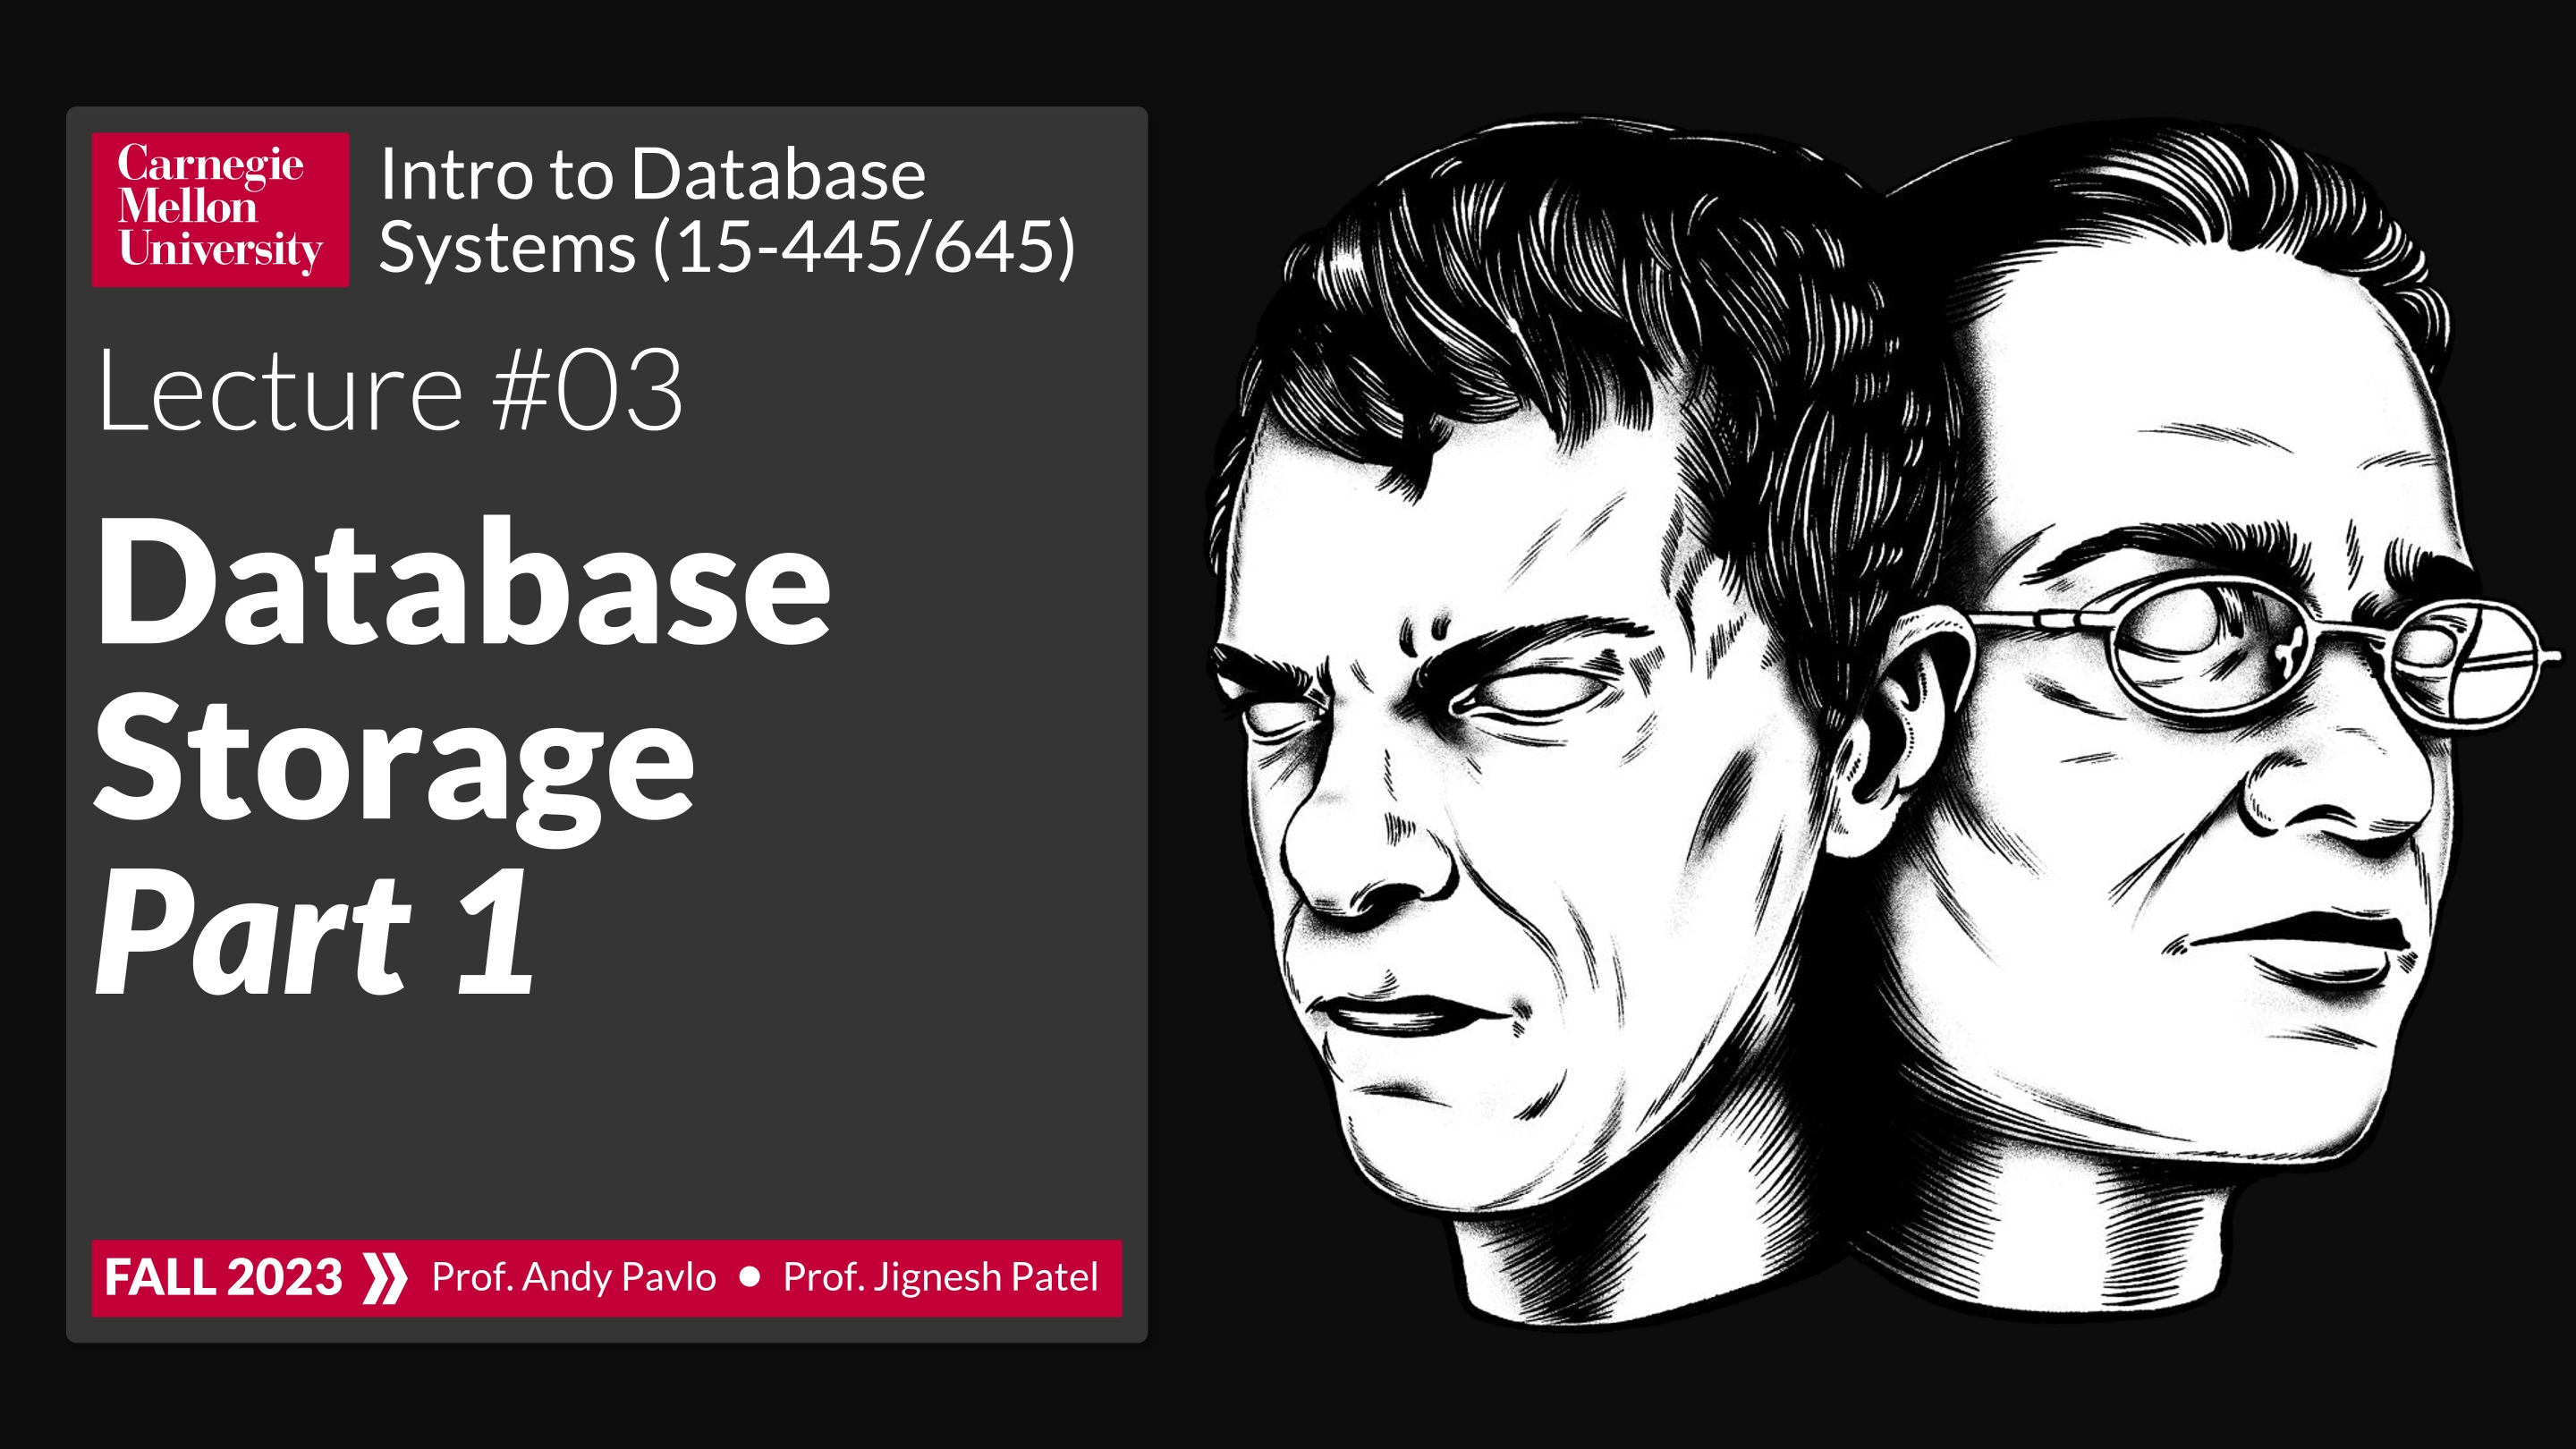 Carnegie
Mellon
University
Intro to Database
Systems (15-445/645)
Lecture #03
Database
Storage
Part 1
FALL 2023 Prof. Andy Pavlo • Prof. Jignesh Patel